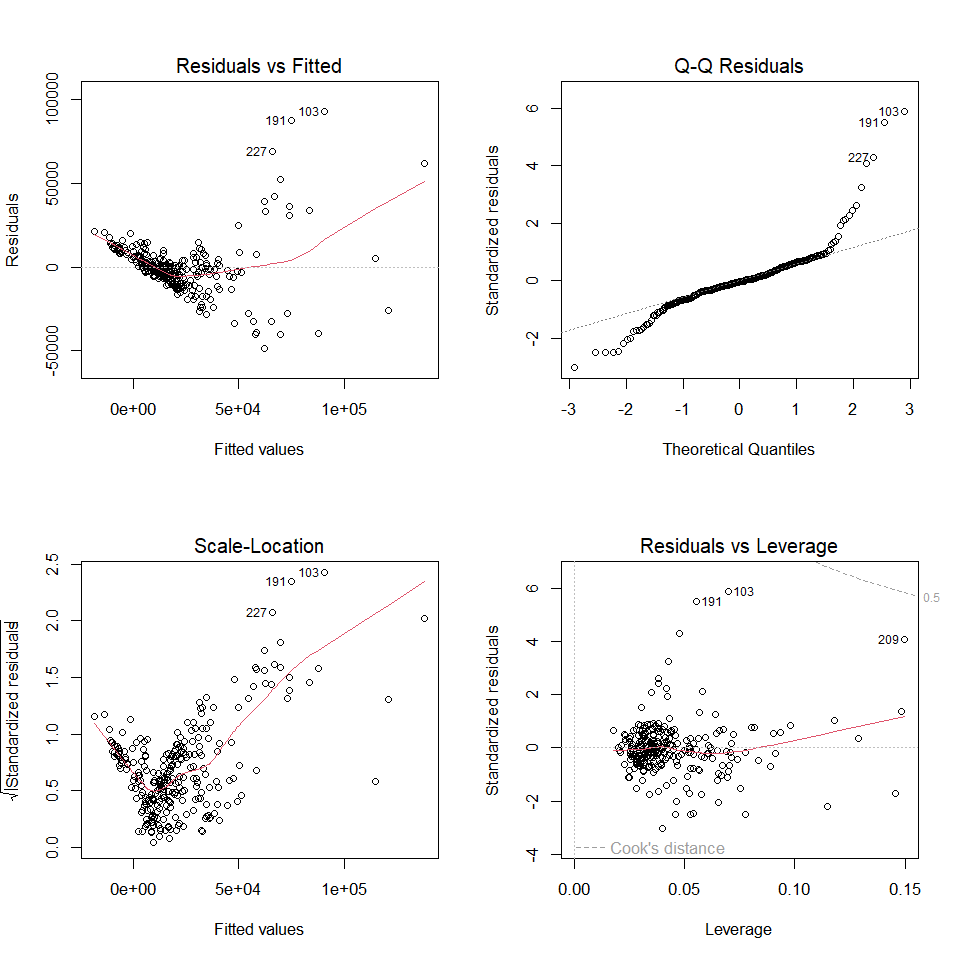 Residuals vs Fitted
Residuals
100000
50000
0
-50000
103
191
227
0e+00 5e+04 1e+05
Fitted values
Q-Q Residuals
Standardized residuals
6
4
2
0
-2
103
191
227
-3 -2 -1 0 1 2 3
Theoretical Quantiles
Scale-Location
√|Standardized residuals|
2.5
2.0
1.5
1.0
0.5
0.0
103
191
227
0e+00 5e+04 1e+05
Fitted values
Residuals vs Leverage
Standardized residuals
6
4
2
0
-2
-4
103
191
0.5
209
Cook's distance
0.00 0.05 0.10 0.15
Leverage